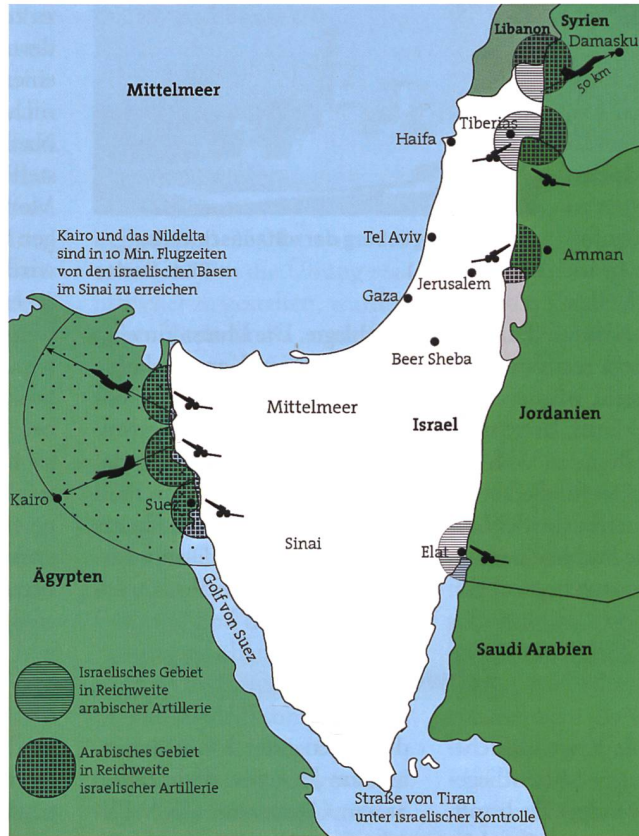 Syrien
Libanon
Damasku
50 km
Mittelmeer
Tiberias
Haifa
Kairo und das Nildelta
sind in 10 Min. Flugzeiten
von den israelischen Basen
im Sinai zu erreichen
Tel Aviv
Amman
Jerusalem
Gaza
Beer Sheba
Mittelmeer
Israel
Jordanien
Kairo
Suez
Sinai
Elat
Ägypten
Golf von Suez
Saudi Arabien
Israelisches Gebiet
in Reichweite
arabischer Artillerie
Arabisches Gebiet
in Reichweite
israelischer Artillerie
Straße von Tiran
unter israelischer Kontrolle